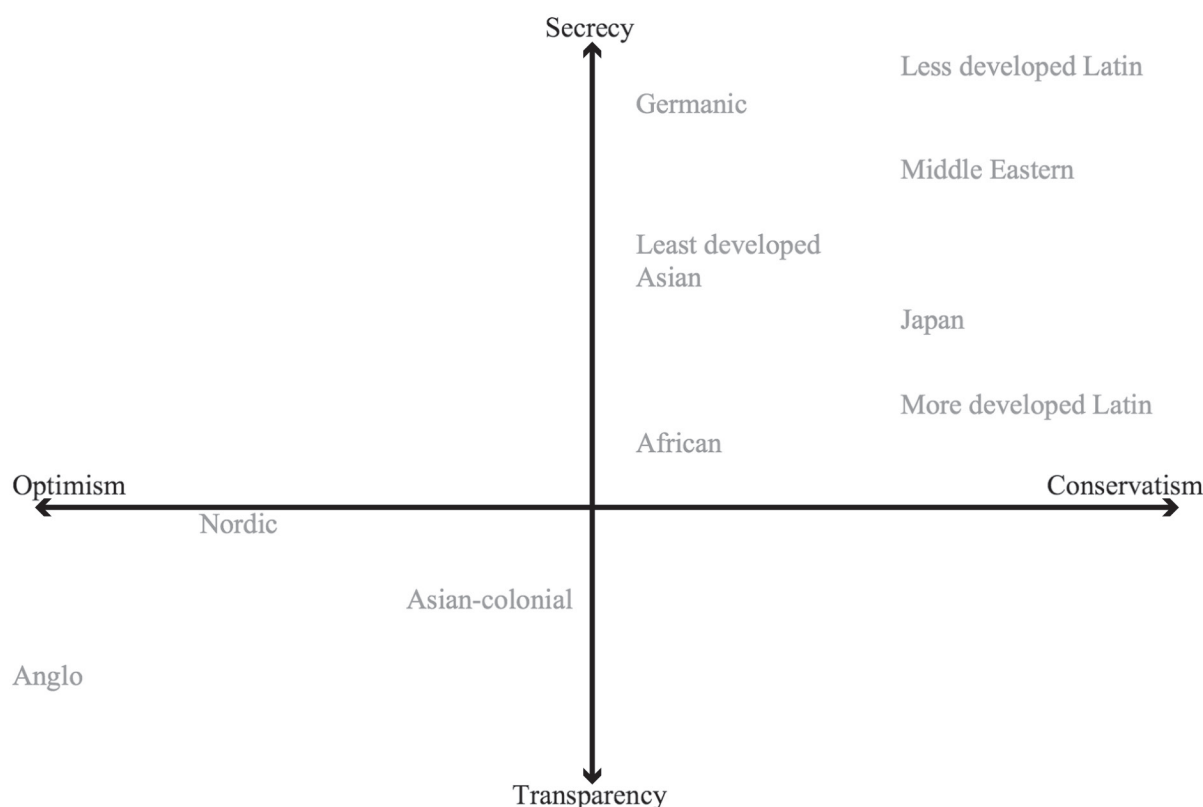 Secrecy
Less developed Latin
Germanic
Middle Eastern
Least developed
Asian
Japan
More developed Latin
African
Optimism
Conservatism
Nordic
Asian-colonial
Anglo
Transparency